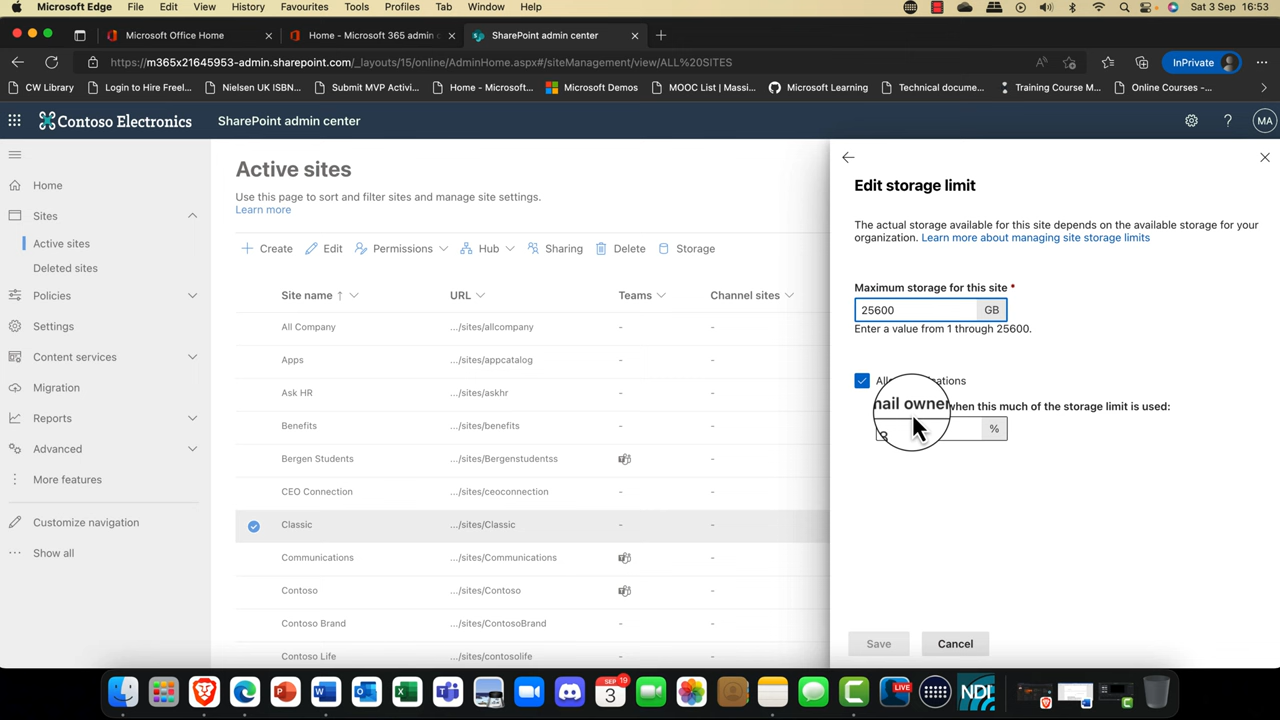 Microsoft Edge File Edit View History Favourites Tools Profiles Tab Window Help Sat 3 Sep 16:53
Microsoft Office Home Home - Microsoft 365 admin c SharePoint admin center
https://m365x21645953-admin.sharepoint.com/_layouts/15/online/AdminHome.aspx#/siteManagement/view/ALL%20SITES InPrivate
CW Library Login to Hire Freel... Nielsen UK ISBN... Submit MVP Activi... Home - Microsoft... Microsoft Demos MOOC List | Massi... Microsoft Learning Technical docume... Training Course M... Online Courses -...
Contoso Electronics SharePoint admin center ? MA
Home
Sites
Active sites
Deleted sites
Policies
Settings
Content services
Migration
Reports
Advanced
More features
Customize navigation
Show all
Active sites
Use this page to sort and filter sites and manage site settings.
Learn more
Create Edit Permissions Hub Sharing Delete Storage
Site name ↑ URL Teams Channel sites
All Company .../sites/allcompany - -
Apps .../sites/appcatalog - -
Ask HR .../sites/askhr - -
Benefits .../sites/benefits - -
Bergen Students .../sites/Bergenstudentss -
CEO Connection .../sites/ceoconnection - -
Classic .../sites/Classic - -
Communications .../sites/Communications -
Contoso .../sites/Contoso -
Contoso Brand .../sites/ContosoBrand - -
Contoso Life .../sites/contosolife - -
Edit storage limit
The actual storage available for this site depends on the available storage for your
organization. Learn more about managing site storage limits
Maximum storage for this site *
25600 GB
Enter a value from 1 through 25600.
when this much of the storage limit is used:
%
Save Cancel
SEP 19
3
LIVE
NDI